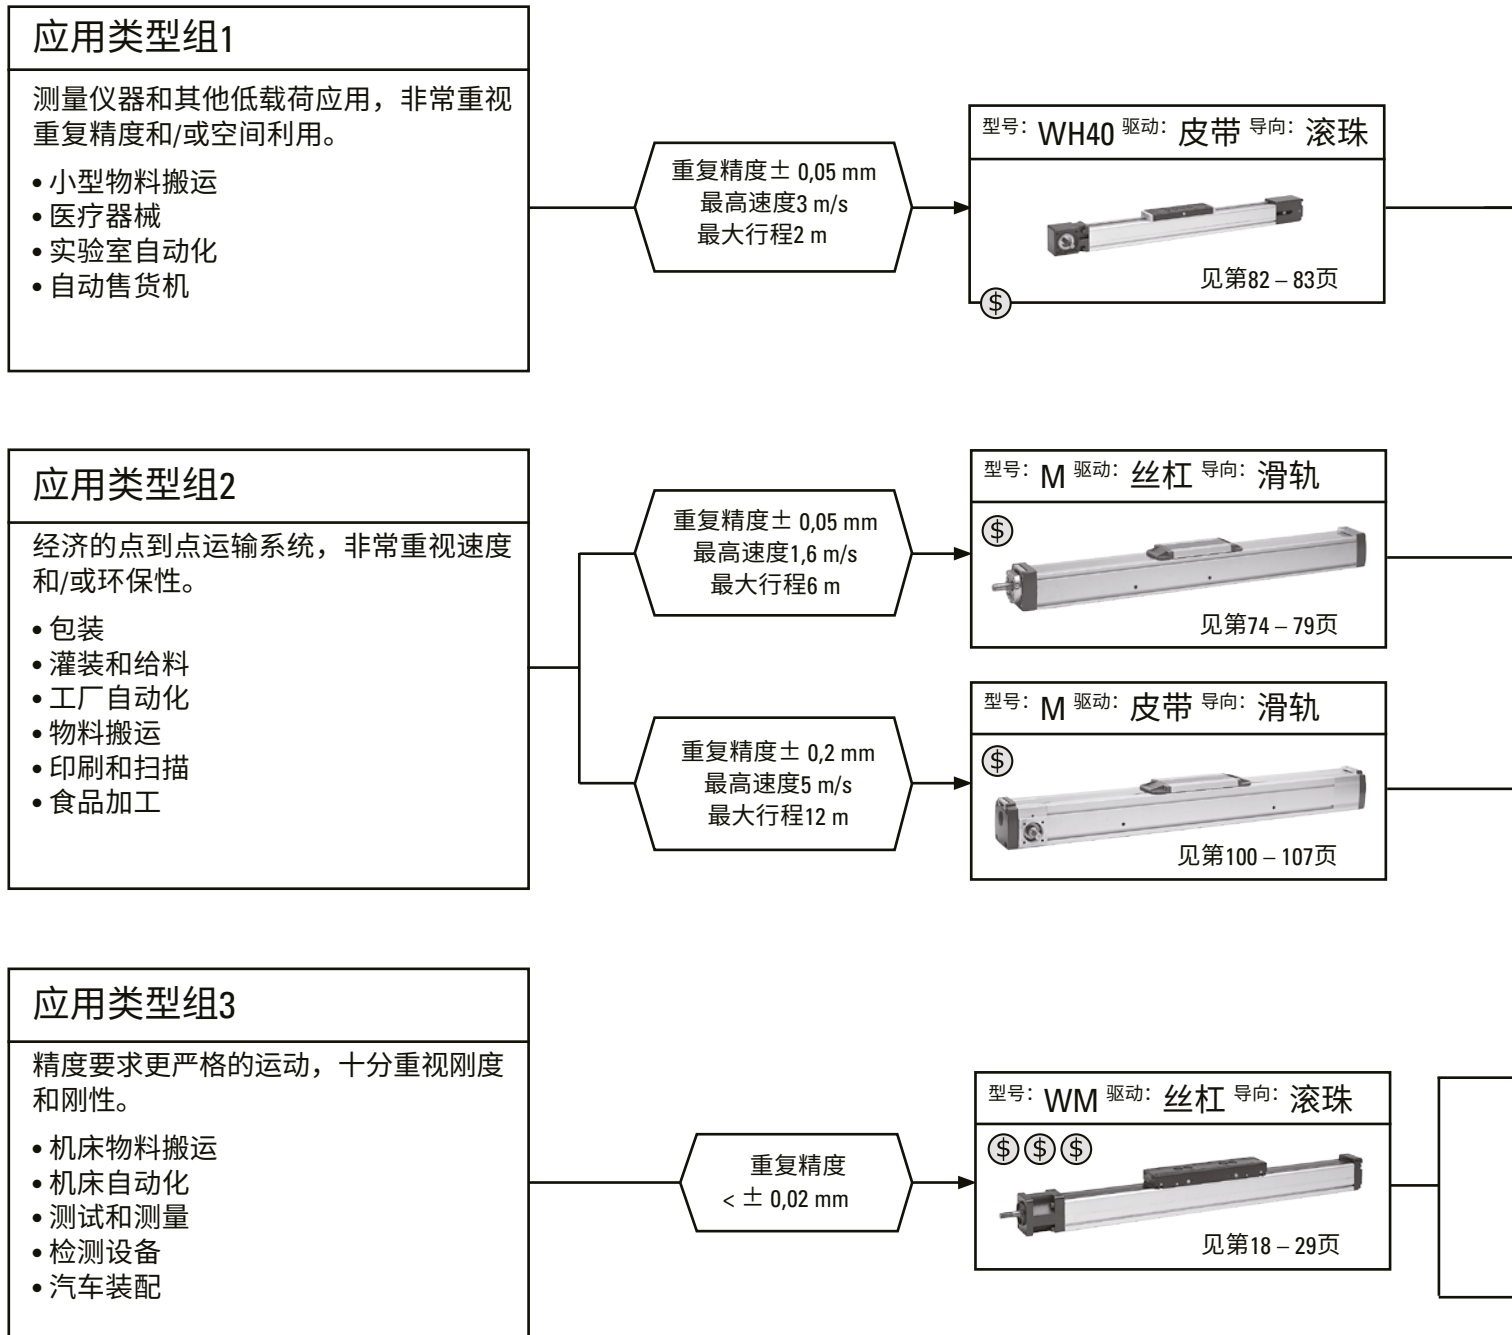 应用类型组1
测量仪器和其他低载荷应用，非常重视
重复精度和/或空间利用。
• 小型物料搬运
• 医疗器械
• 实验室自动化
• 自动售货机
重复精度± 0,05 mm
最高速度3 m/s
最大行程2 m
型号: WH40 驱动: 皮带 导向: 滚珠
见第82 – 83页
$
应用类型组2
经济的点到点运输系统，非常重视速度
和/或环保性。
• 包装
• 灌装和给料
• 工厂自动化
• 物料搬运
• 印刷和扫描
• 食品加工
重复精度± 0,05 mm
最高速度1,6 m/s
最大行程6 m
型号: M 驱动: 丝杠 导向: 滑轨
$
见第74 – 79页
重复精度± 0,2 mm
最高速度5 m/s
最大行程12 m
型号: M 驱动: 皮带 导向: 滑轨
$
见第100 – 107页
应用类型组3
精度要求更严格的运动，十分重视刚度
和刚性。
• 机床物料搬运
• 机床自动化
• 测试和测量
• 检测设备
• 汽车装配
重复精度
< ± 0,02 mm
型号: WM 驱动: 丝杠 导向: 滚珠
$ $ $
见第18 – 29页